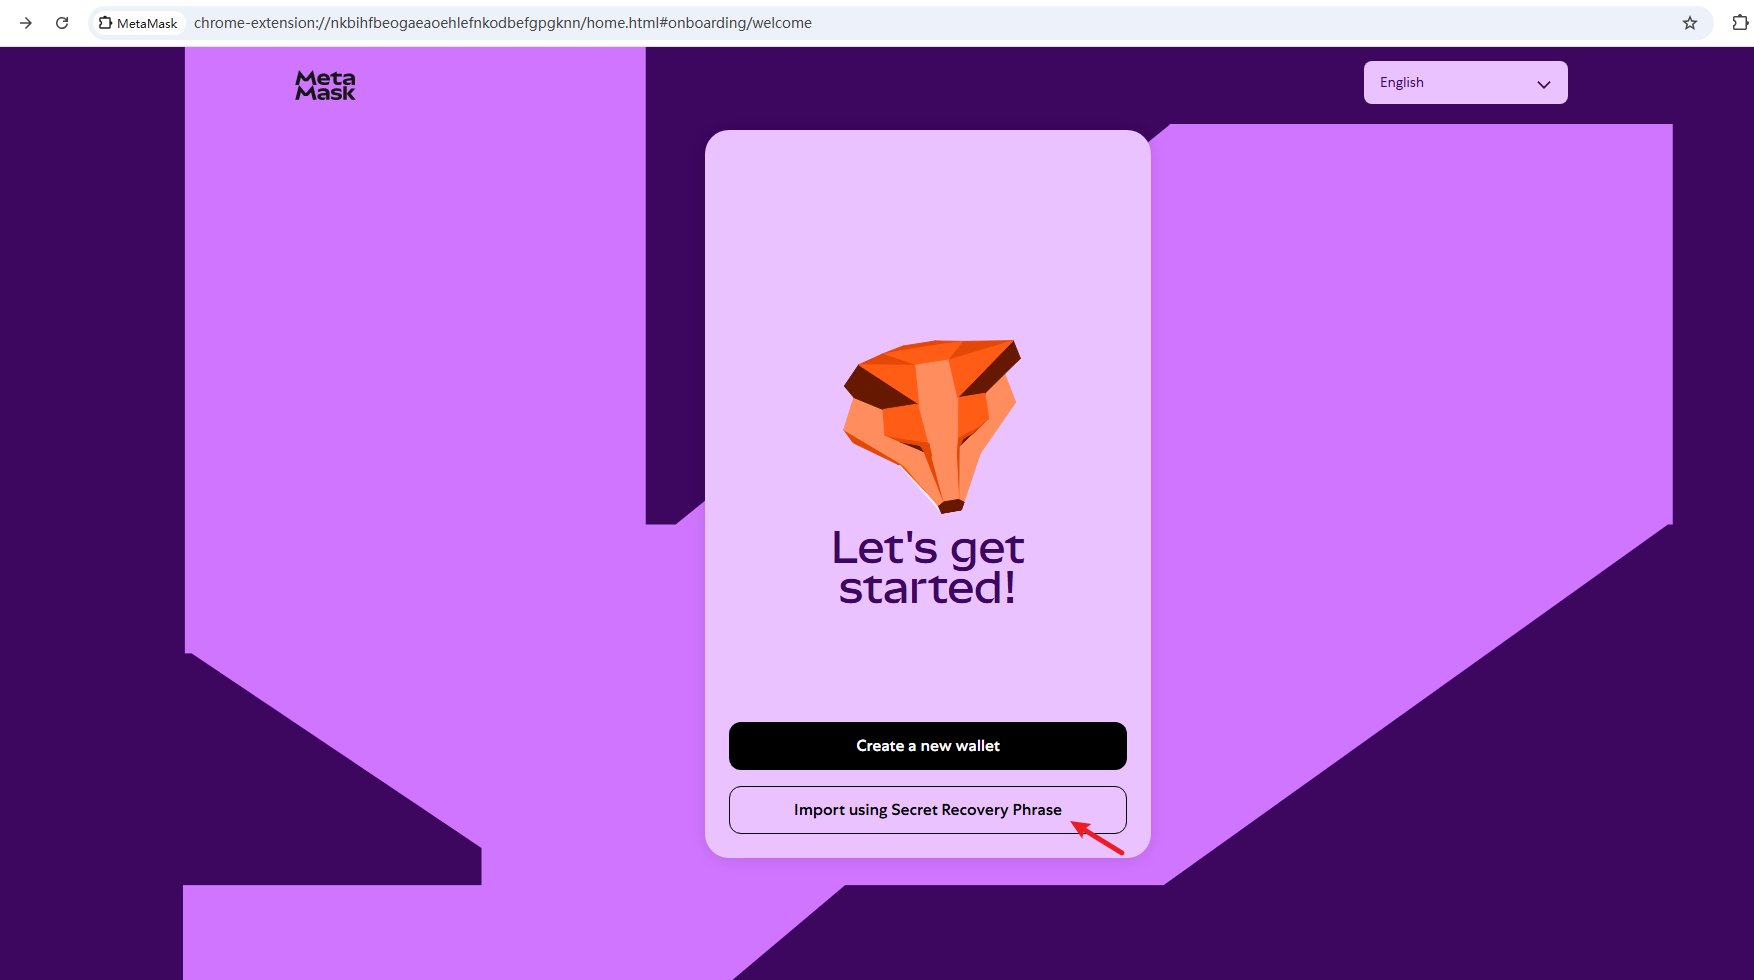 MetaMask
chrome-extension://nkbihfbeogaeaoehlefnkodbefgpgknn/home.html#onboarding/welcome
Meta
Mask
English
Let's get
started!
Create a new wallet
Import using Secret Recovery Phrase